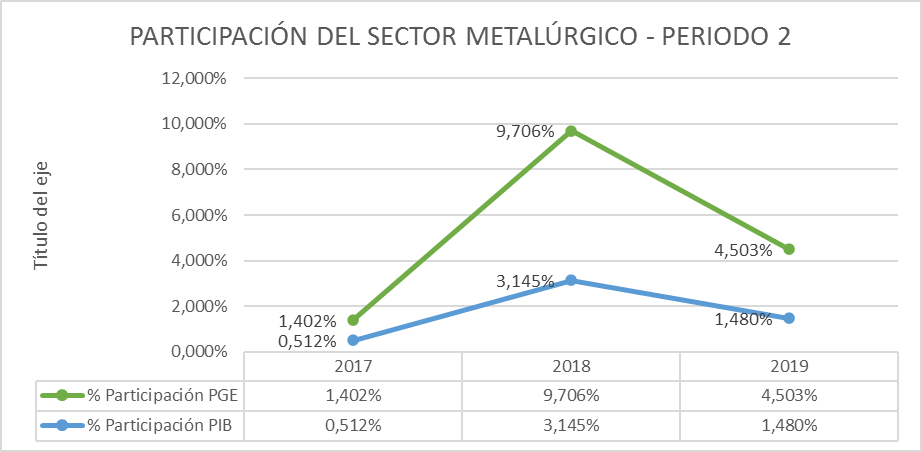 PARTICIPACIÓN DEL SECTOR METALÚRGICO - PERIODO 2
Título del eje
12,000%
10,000%
8,000%
6,000%
4,000%
2,000%
0,000%
9,706%
4,503%
3,145%
1,480%
1,402%
0,512%
2017 2018 2019
% Participación PGE 1,402% 9,706% 4,503%
% Participación PIB 0,512% 3,145% 1,480%